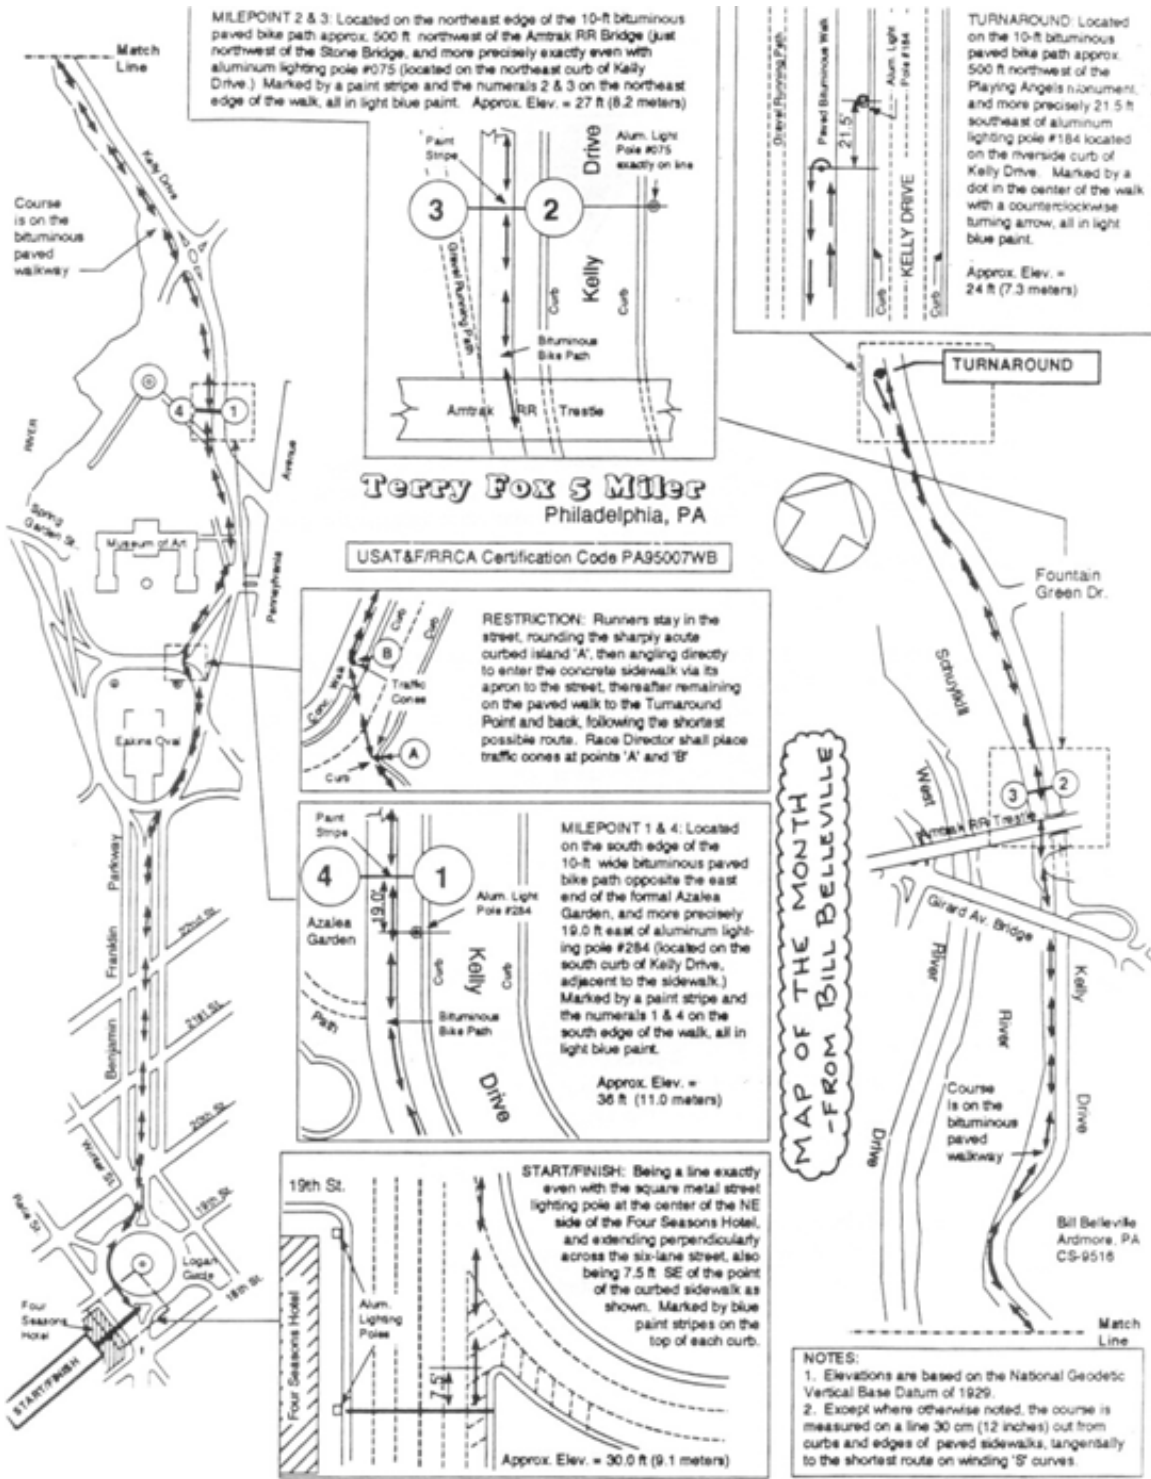 MILEPOINT 2 & 3: Located on the northeast edge of the 10-ft bituminous
paved bike path approx. 500 ft northwest of the Amtrak RR Bridge (just
northwest of the Stone Bridge, and more precisely exactly even with
aluminum lighting pole #075 (located on the northeast curb of Kelly
Drive.) Marked by a paint stripe and the numerals 2 & 3 on the northeast
edge of the walk, all in light blue paint. Approx. Elev. = 27 ft (8.2 meters)
Paint
Stripe
Drive
Alum. Light
Pole #075
exactly on line
3
2
Gravel Running Path
Kelly
Curb
Curb
Bituminous
Bike Path
Amtrak RR Trestle
TURNAROUND: Located
on the 10-ft bituminous
paved bike path approx.
500 ft northwest of the
Playing Angels monument,
and more precisely 21.5 ft
southeast of aluminum
lighting pole #184 located
on the riverside curb of
Kelly Drive. Marked by a
dot in the center of the walk
with a counterclockwise
turning arrow, all in light
blue paint.
Approx. Elev. =
24 ft (7.3 meters)
Gravel Running Path
Paved Bituminous Walk
Alum. Light
Pole #184
21.5'
KELLY DRIVE
Curb
Curb
Match
Line
Kelly Drive
Course
is on the
bituminous
paved
walkway
4
1
RIVER
Avenue
Spring
Garden St.
Museum of Art
Pennsylvania
Eakins Oval
Benjamin Franklin Parkway
22nd St.
21st St.
20th St.
Winter St.
19th St.
Race St.
Logan
Circle
18th St.
Four
Seasons
Hotel
START/FINISH
Terry Fox 5 Miler
Philadelphia, PA
USAT&F/RRCA Certification Code PA95007WB
RESTRICTION: Runners stay in the
street, rounding the sharply acute
curbed island 'A', then angling directly
to enter the concrete sidewalk via its
apron to the street, thereafter remaining
on the paved walk to the Turnaround
Point and back, following the shortest
possible route. Race Director shall place
traffic cones at points 'A' and 'B'
Curb
Curb
B
Conc. Walk
Traffic
Cones
A
Curb
MILEPOINT 1 & 4: Located
on the south edge of the
10-ft wide bituminous paved
bike path opposite the east
end of the formal Azalea
Garden, and more precisely
19.0 ft east of aluminum light-
ing pole #284 (located on the
south curb of Kelly Drive,
adjacent to the sidewalk.)
Marked by a paint stripe and
the numerals 1 & 4 on the
south edge of the walk, all in
light blue paint.
Approx. Elev. =
36 ft (11.0 meters)
Paint
Stripe
4
1
19.0'
Alum. Light
Pole #284
Azalea
Garden
Kelly
Curb
Curb
Path
Bituminous
Bike Path
Drive
START/FINISH: Being a line exactly
even with the square metal street
lighting pole at the center of the NE
side of the Four Seasons Hotel,
and extending perpendicularly
across the six-lane street, also
being 7.5 ft SE of the point
of the curbed sidewalk as
shown. Marked by blue
paint stripes on the
top of each curb.
19th St.
Four Seasons Hotel
Alum.
Lighting
Poles
7.5'
Approx. Elev. = 30.0 ft (9.1 meters)
TURNAROUND
Fountain
Green Dr.
Schuylkill
3
2
West
Amtrak RR Trestle
Girard Av. Bridge
River
River
Kelly
Drive
Drive
Course
is on the
bituminous
paved
walkway
MAP OF THE MONTH
-FROM BILL BELLEVILLE
Bill Belleville
Ardmore, PA
CS-9516
Match
Line
NOTES:
1. Elevations are based on the National Geodetic
Vertical Base Datum of 1929.
2. Except where otherwise noted, the course is
measured on a line 30 cm (12 inches) out from
curbs and edges of paved sidewalks, tangentially
to the shortest route on winding 'S' curves.